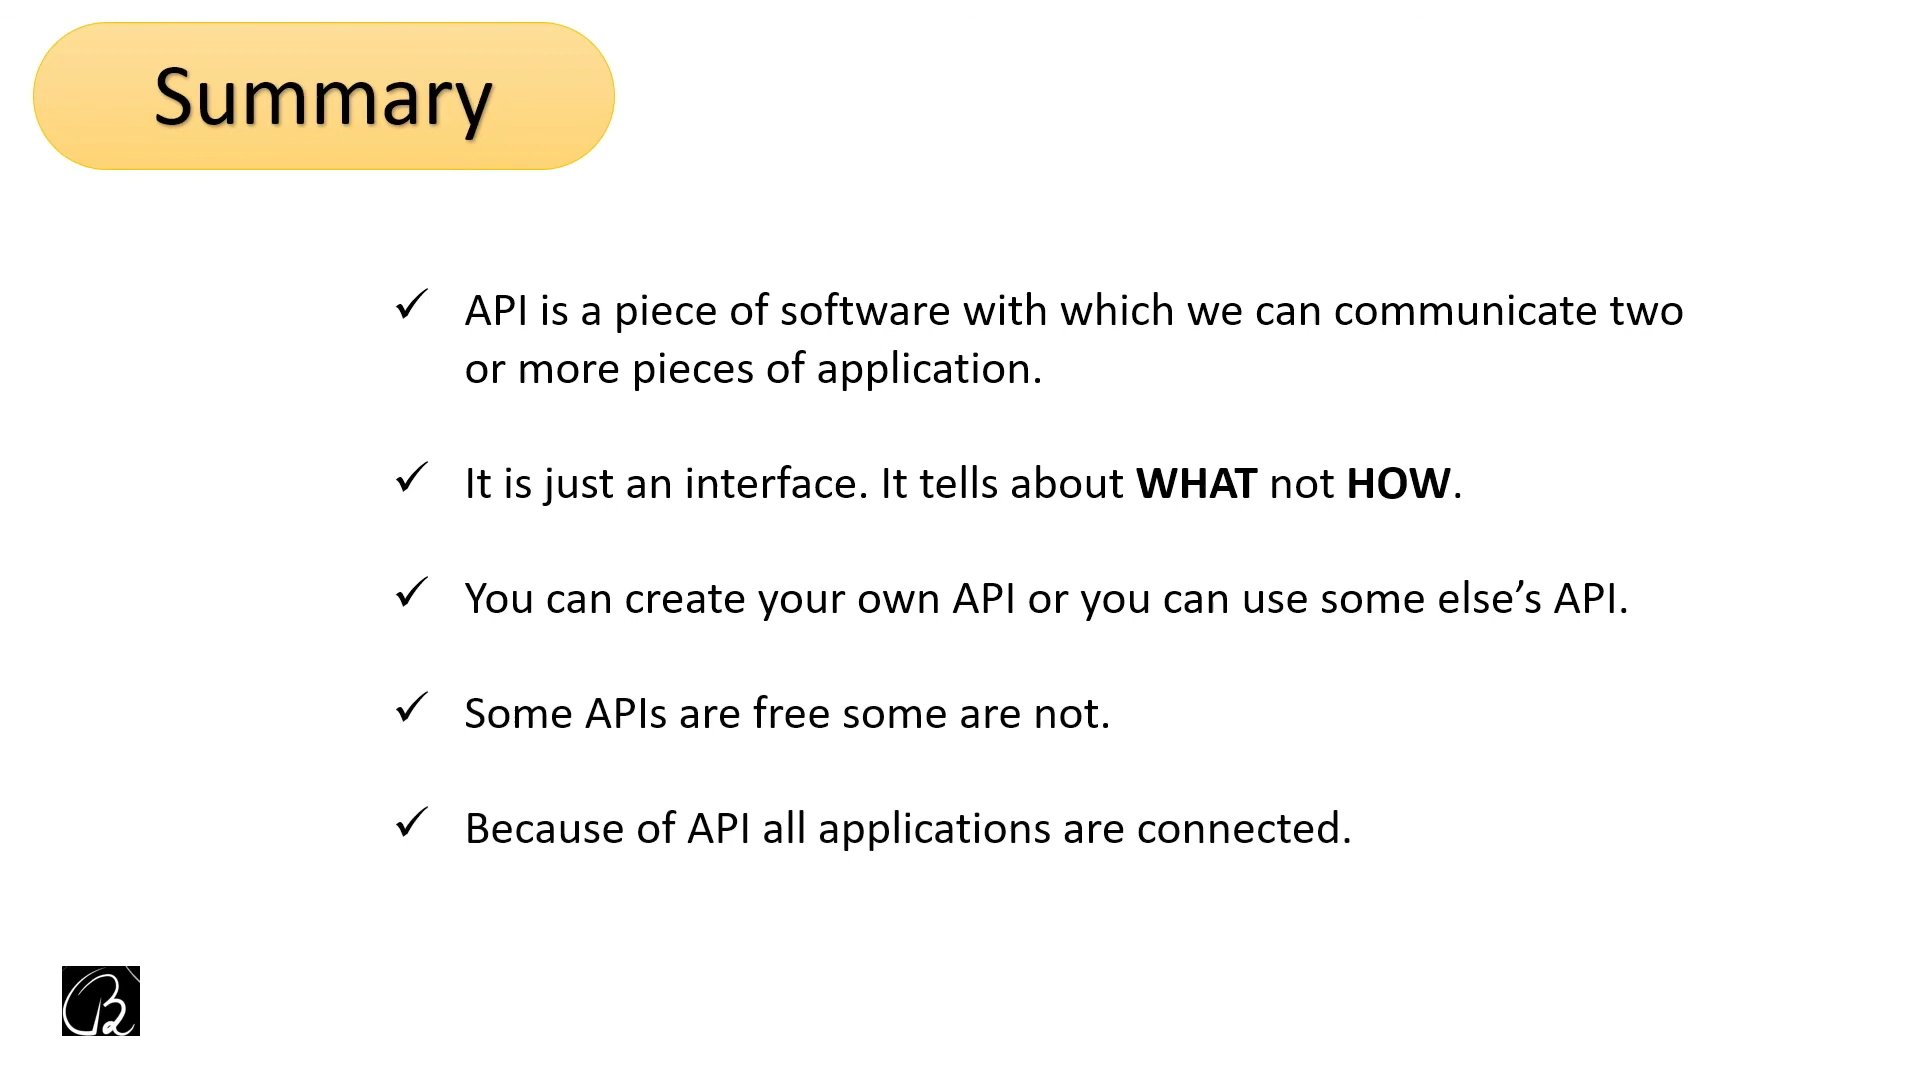 Summary
✓ API is a piece of software with which we can communicate two
or more pieces of application.
✓ It is just an interface. It tells about WHAT not HOW.
✓ You can create your own API or you can use some else’s API.
✓ Some APIs are free some are not.
✓ Because of API all applications are connected.